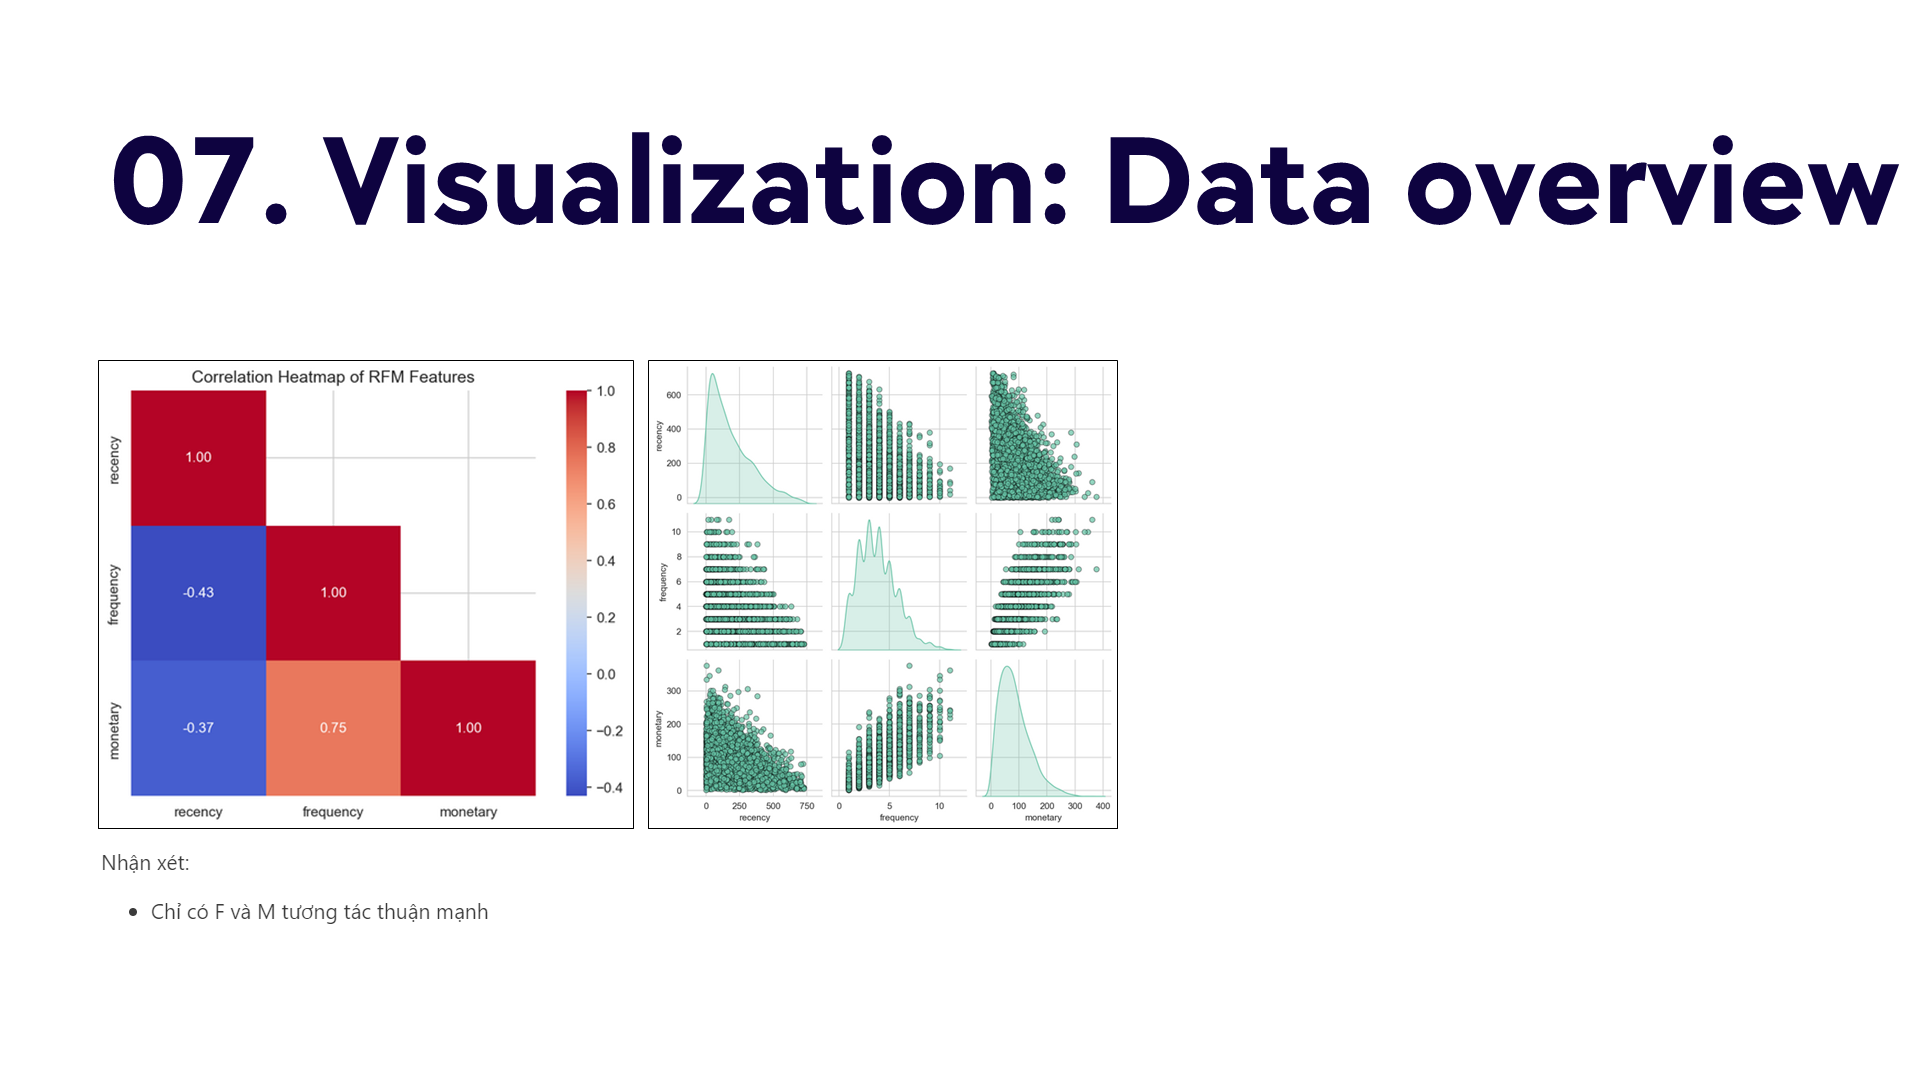 07. Visualization: Data overview
Correlation Heatmap of RFM Features
recency
frequency
monetary
1.00
-0.43
1.00
-0.37
0.75
1.00
recency frequency monetary
1.0
0.8
0.6
0.4
0.2
0.0
−0.2
−0.4
recency
600
400
200
0
frequency
10
8
6
4
2
monetary
300
200
100
0
0 250 500 750
0 5 10
0 100 200 300 400
recency frequency monetary
Nhận xét:
• Chỉ có F và M tương tác thuận mạnh